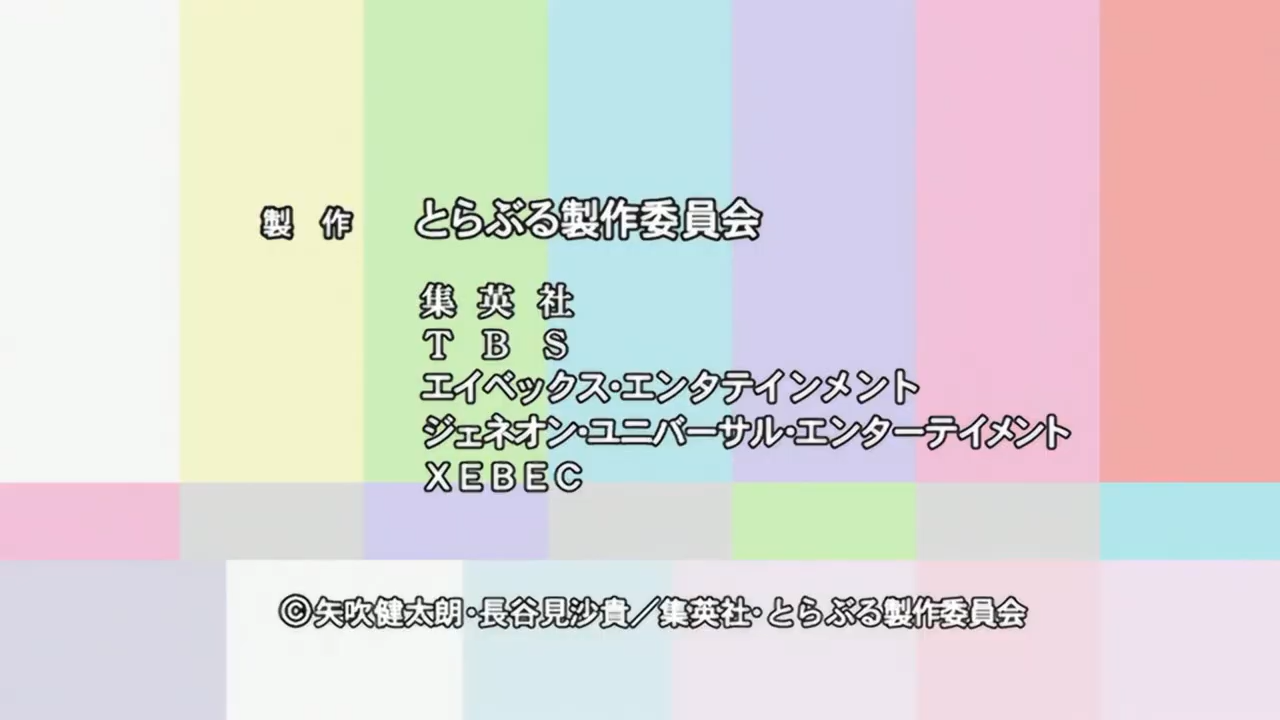 製　作　とらぶる製作委員会
集　英　社
Ｔ　Ｂ　Ｓ
エイベックス・エンタテインメント
ジェネオン・ユニバーサル・エンターテイメント
ＸＥＢＥＣ
©矢吹健太朗・長谷見沙貴／集英社・とらぶる製作委員会